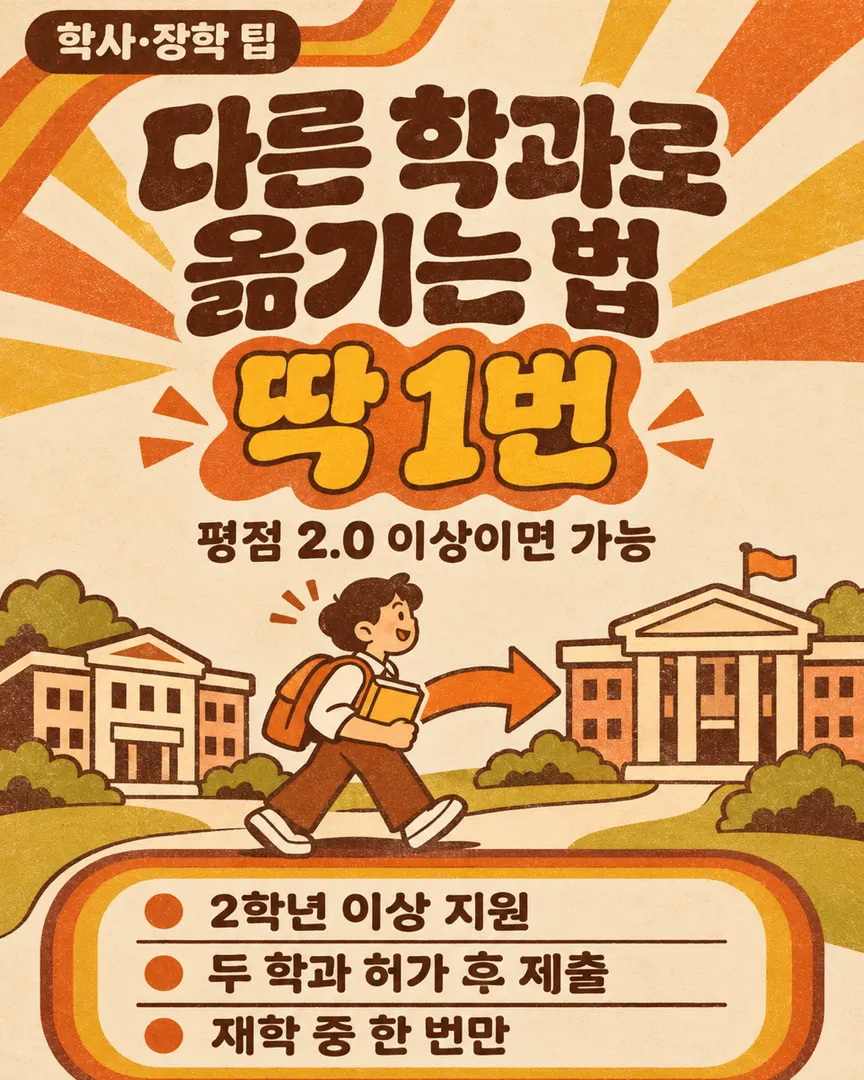 학사·장학 팁
다른 학과로
옮기는 법
딱 1번
평점 2.0 이상이면 가능
2학년 이상 지원
두 학과 허가 후 제출
재학 중 한 번만